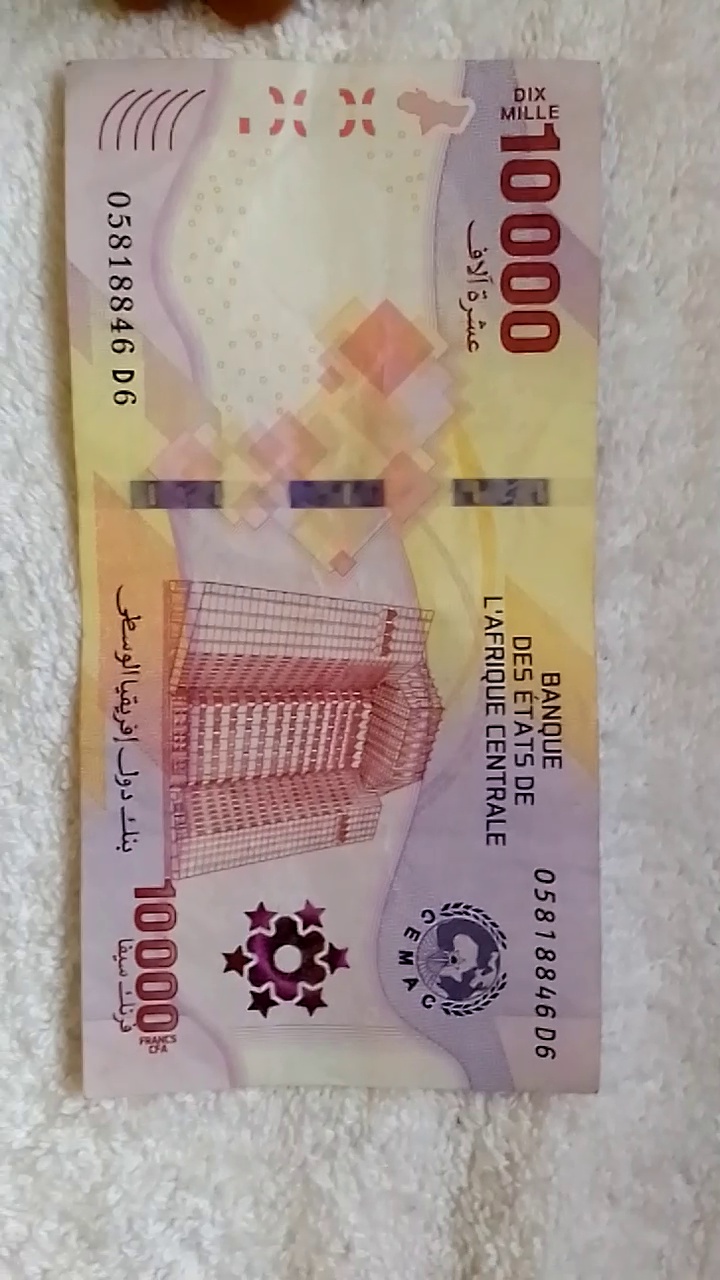 DIX
MILLE
10000
عشرة آلاف
05818846 D6
BANQUE
DES ÉTATS DE
L'AFRIQUE CENTRALE
05818846 D6
CEMAC
بنك دول إفريقيا الوسطى
10000
FRANCS
CFA
فرنك سيفا